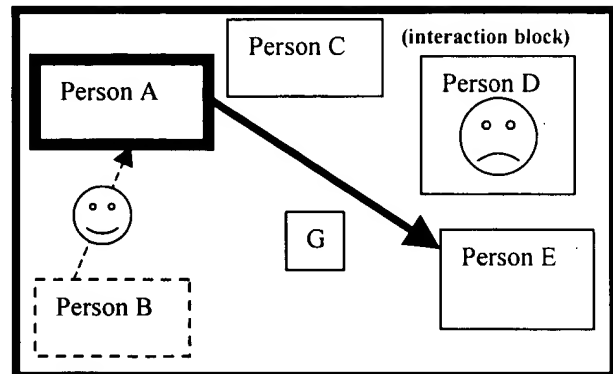 Person C
(interaction block)
Person A
Person D
G
Person E
Person B